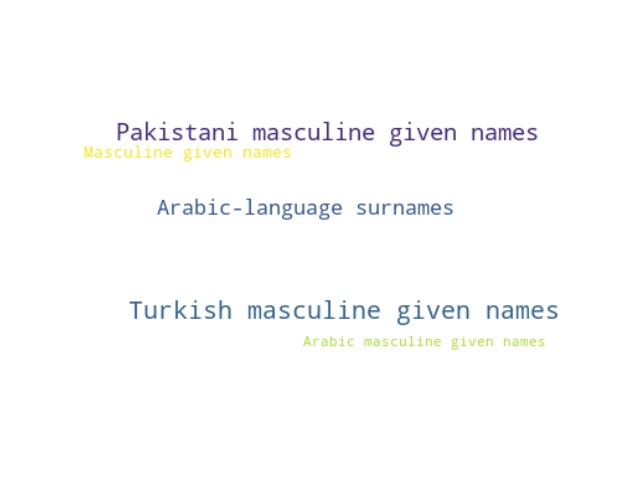 Pakistani masculine given names
Masculine given names
Arabic-language surnames
Turkish masculine given names
Arabic masculine given names